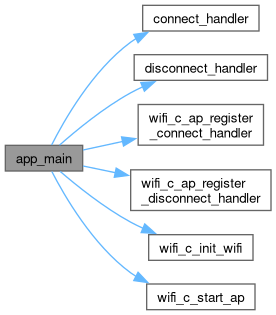 connect_handler
disconnect_handler
wifi_c_ap_register
_connect_handler
app_main
wifi_c_ap_register
_disconnect_handler
wifi_c_init_wifi
wifi_c_start_ap